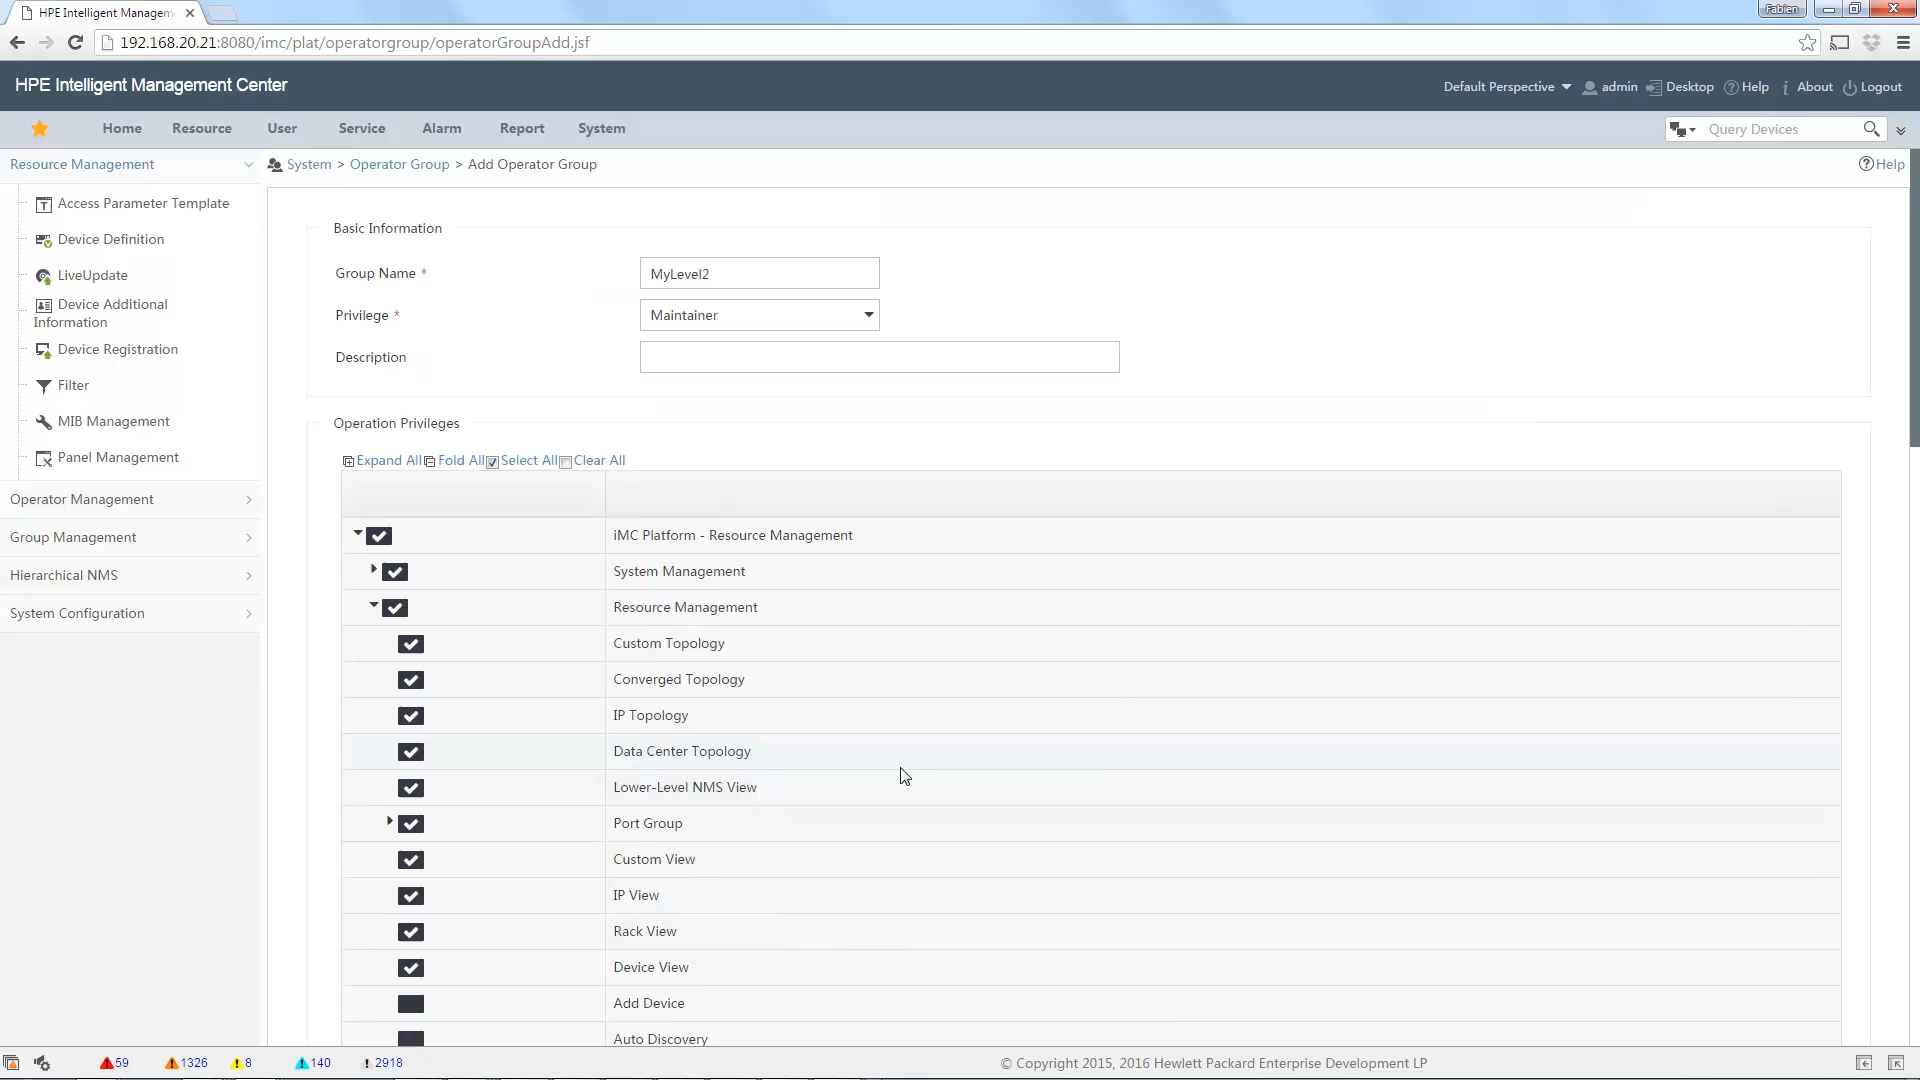 HPE Intelligent Managem
Fabien
192.168.20.21:8080/imc/plat/operatorgroup/operatorGroupAdd.jsf
HPE Intelligent Management Center
Default Perspective admin Desktop Help About Logout
Home Resource User Service Alarm Report System
Query Devices
Resource Management
System > Operator Group > Add Operator Group
Help
Access Parameter Template
Device Definition
LiveUpdate
Device Additional
Information
Device Registration
Filter
MIB Management
Panel Management
Operator Management
Group Management
Hierarchical NMS
System Configuration
Basic Information
Group Name * MyLevel2
Privilege * Maintainer
Description
Operation Privileges
Expand All Fold All Select All Clear All
iMC Platform - Resource Management
System Management
Resource Management
Custom Topology
Converged Topology
IP Topology
Data Center Topology
Lower-Level NMS View
Port Group
Custom View
IP View
Rack View
Device View
Add Device
Auto Discovery
59 1326 8 140 2918
© Copyright 2015, 2016 Hewlett Packard Enterprise Development LP